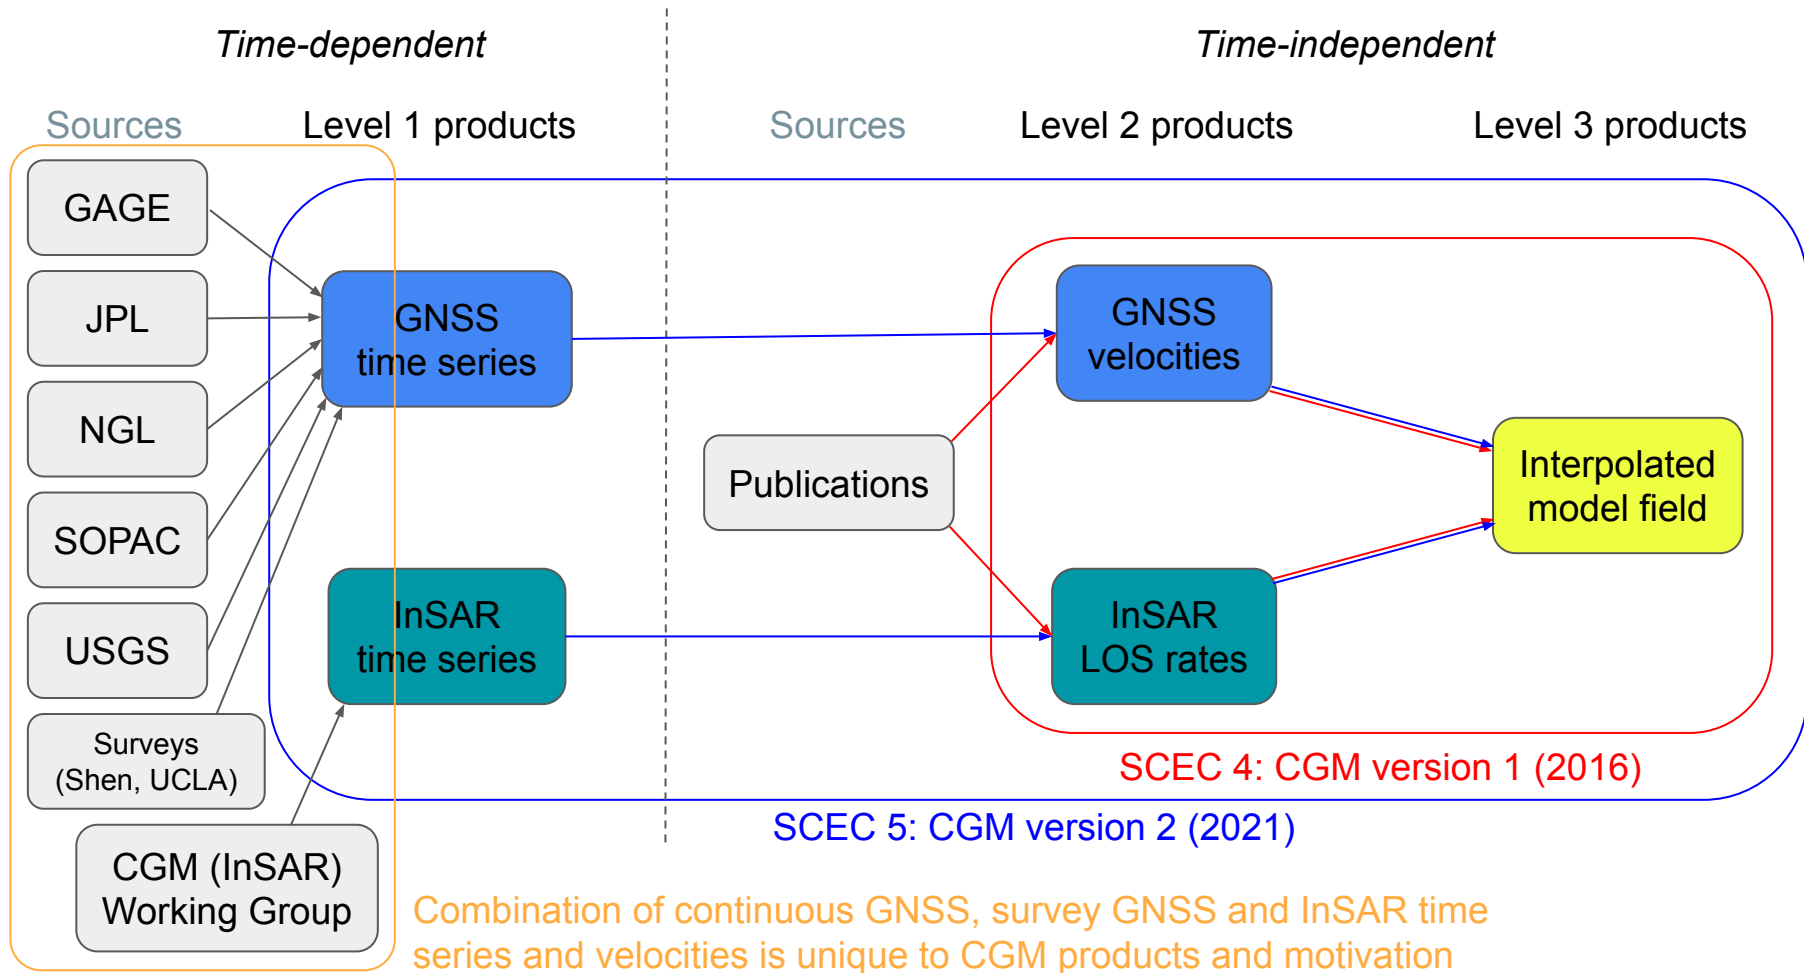 Time-dependent
Time-independent
Sources
Level 1 products
Sources
Level 2 products
Level 3 products
GAGE
JPL
NGL
SOPAC
USGS
Surveys
(Shen, UCLA)
CGM (InSAR)
Working Group
GNSS
time series
InSAR
time series
Publications
GNSS
velocities
InSAR
LOS rates
Interpolated
model field
SCEC 4: CGM version 1 (2016)
SCEC 5: CGM version 2 (2021)
Combination of continuous GNSS, survey GNSS and InSAR time
series and velocities is unique to CGM products and motivation